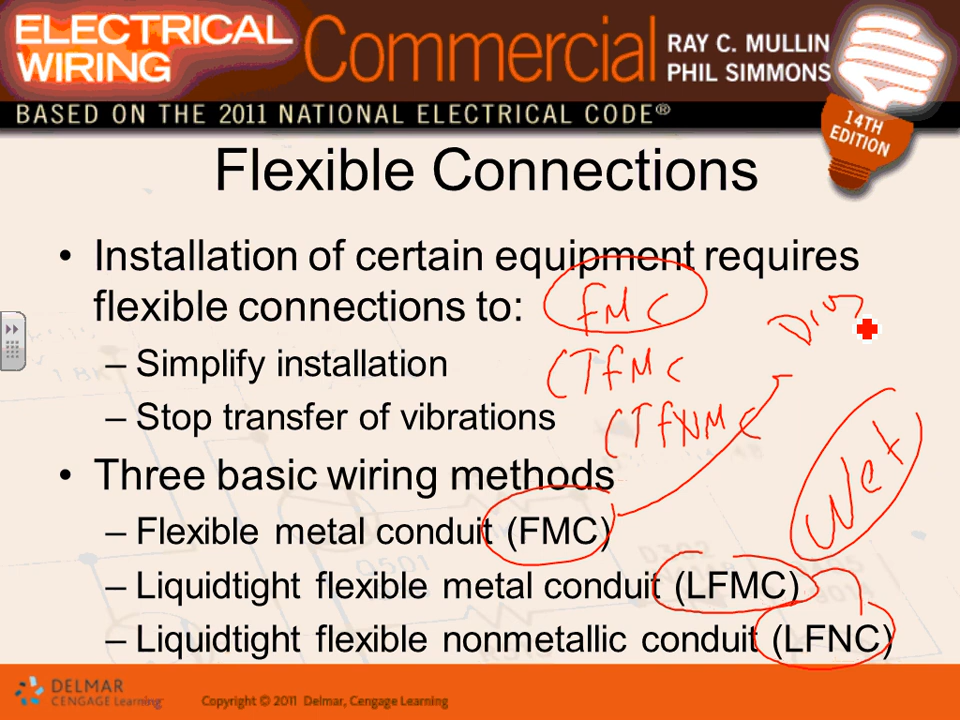 ELECTRICAL WIRING
Commercial
RAY C. MULLIN
PHIL SIMMONS
BASED ON THE 2011 NATIONAL ELECTRICAL CODE®
14TH EDITION
Flexible Connections
• Installation of certain equipment requires
flexible connections to:
FMC
– Simplify installation
(TFMC
– Stop transfer of vibrations
(TFNMC
Wet
• Three basic wiring methods
– Flexible metal conduit (FMC)
– Liquidtight flexible metal conduit (LFMC)
– Liquidtight flexible nonmetallic conduit (LFNC)
DELMAR
CENGAGE Learning
Copyright © 2011 Delmar, Cengage Learning